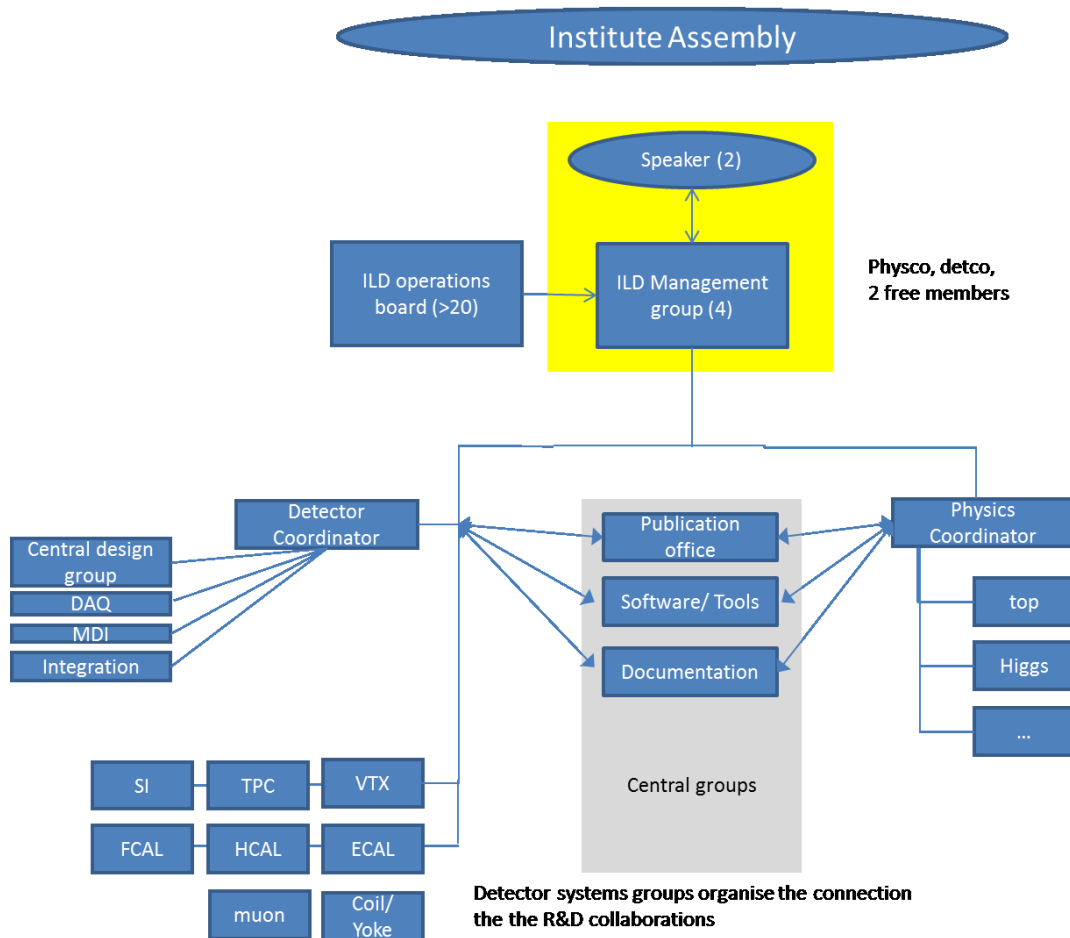 Institute Assembly
Speaker (2)
ILD operations
board (>20)
ILD Management
group (4)
Physco, detco,
2 free members
Detector
Coordinator
Publication
office
Physics
Coordinator
Central design
group
DAQ
MDI
Integration
Software/ Tools
Documentation
top
Higgs
...
SI
TPC
VTX
FCAL
HCAL
ECAL
muon
Coil/
Yoke
Central groups
Detector systems groups organise the connection
the the R&D collaborations